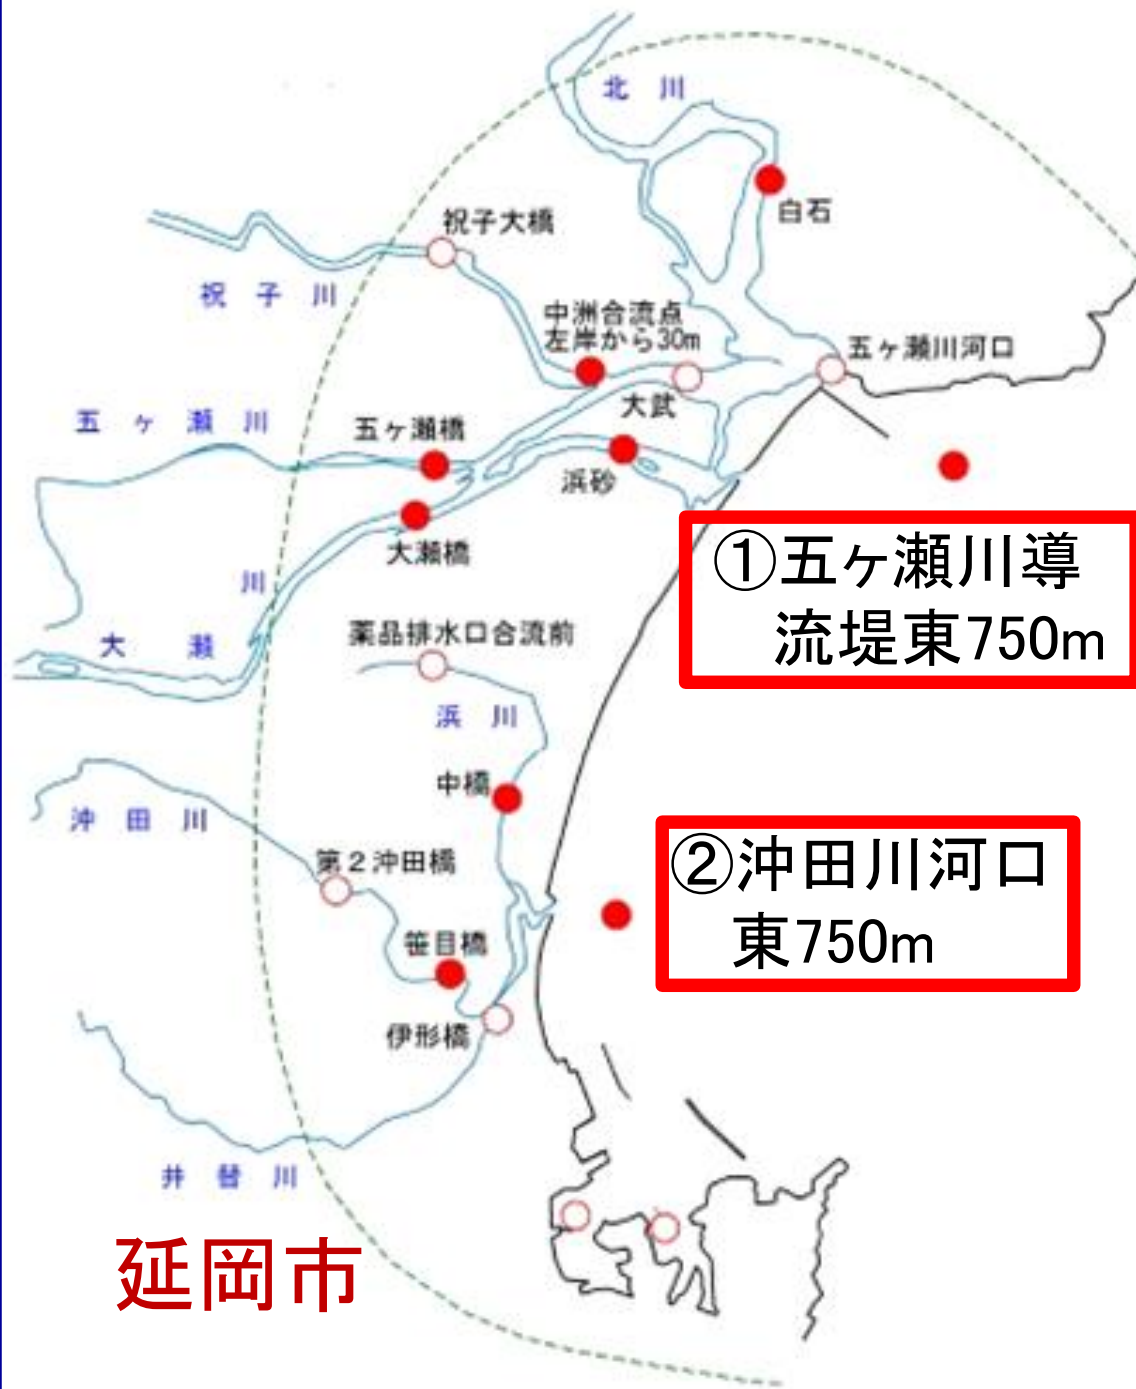 北川
白石
祝子大橋
祝子川
中洲合流点
左岸から30m
五ヶ瀬川河口
大武
五ヶ瀬川
五ヶ瀬橋
浜砂
大瀬橋
①五ヶ瀬川導
流堤東750m
大瀬川
薬品排水口合流前
浜川
中橋
沖田川
第2沖田橋
②沖田川河口
東750m
笹目橋
伊形橋
井替川
延岡市